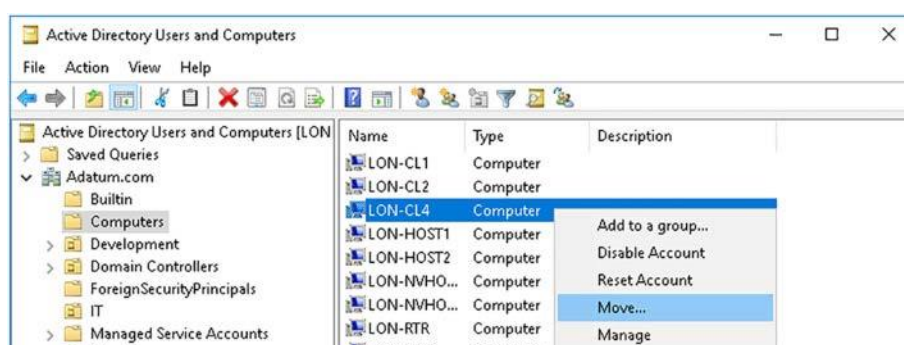 Active Directory Users and Computers
File Action View Help
Active Directory Users and Computers [LON
Saved Queries
Adatum.com
Builtin
Computers
Development
Domain Controllers
ForeignSecurityPrincipals
IT
Managed Service Accounts
Name Type Description
LON-CL1 Computer
LON-CL2 Computer
LON-CL4 Computer
LON-HOST1 Computer
LON-HOST2 Computer
LON-NVHO... Computer
LON-NVHO... Computer
LON-RTR Computer
Add to a group...
Disable Account
Reset Account
Move...
Manage